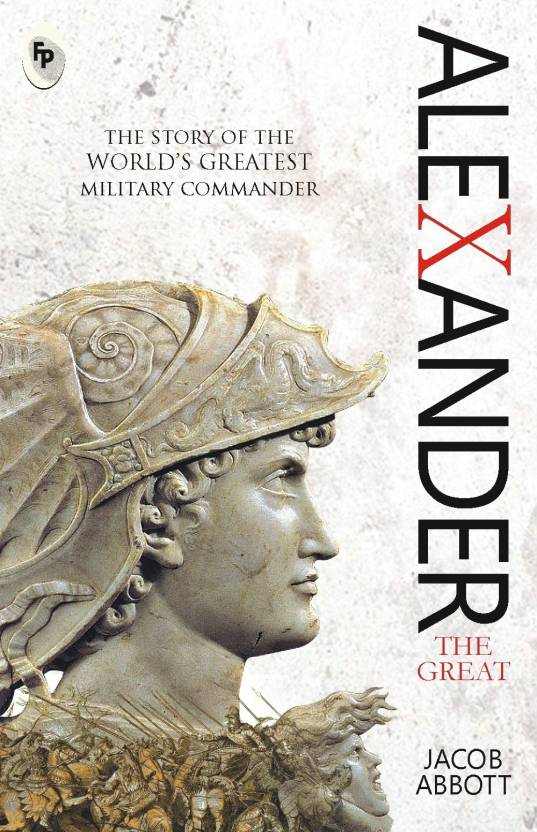 FP
THE STORY OF THE
WORLD'S GREATEST
MILITARY COMMANDER
ALEXANDER
THE
GREAT
JACOB
ABBOTT